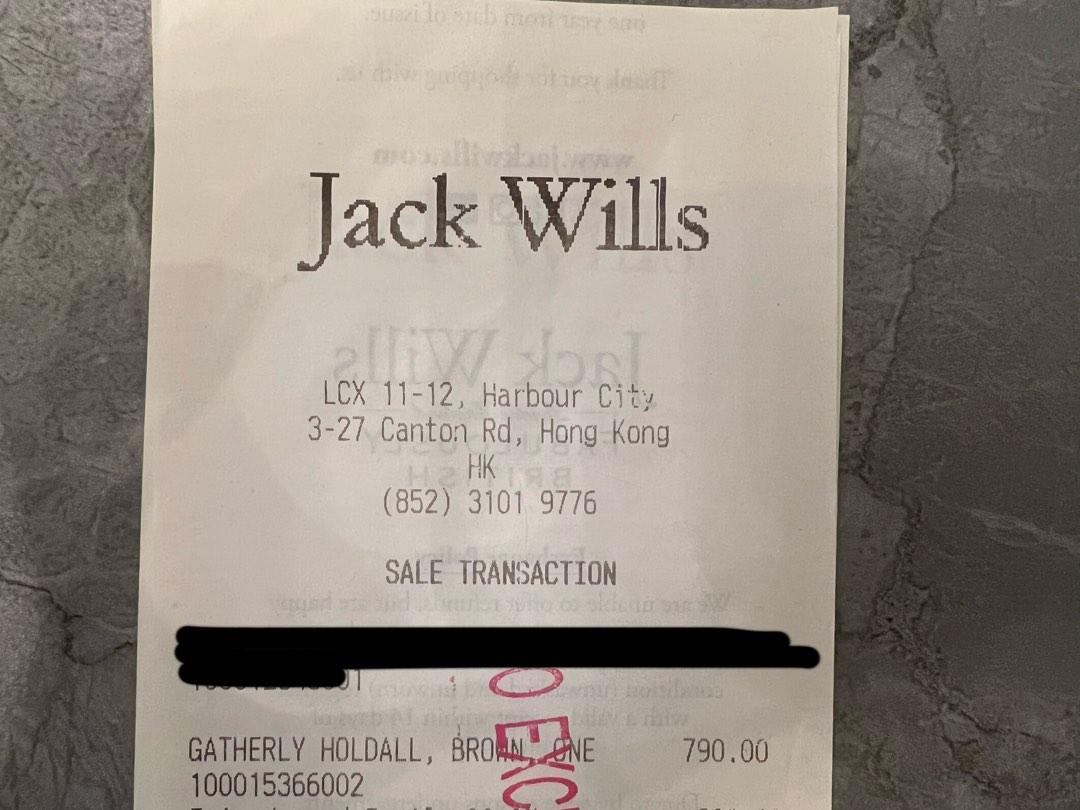 Jack Wills
LCX 11-12, Harbour City
3-27 Canton Rd, Hong Kong
HK
(852) 3101 9776
SALE TRANSACTION
GATHERLY HOLDALL, BROWN, ONE 790.00
100015366002
O EXC